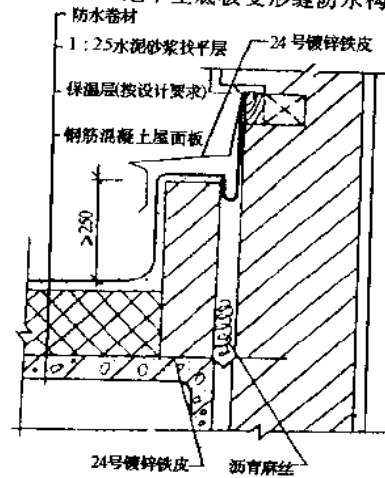 防水卷材
1：2.5水泥砂浆找平层
24号镀锌铁皮
保温层(按设计要求)
钢筋混凝土屋面板
≥250
24号镀锌铁皮
沥青麻丝